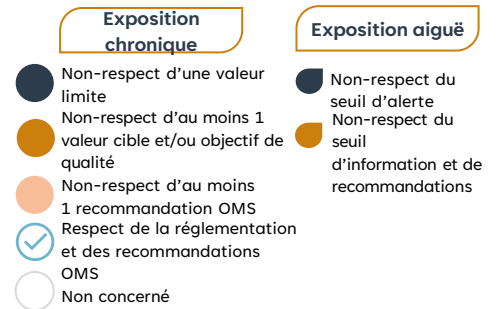 Exposition
chronique
Non-respect d'une valeur
limite
Non-respect d'au moins 1
valeur cible et/ou objectif de
qualité
Non-respect d'au moins
1 recommandation OMS
Respect de la réglementation
et des recommandations
OMS
Non concerné
Exposition aiguë
Non-respect du
seuil d'alerte
Non-respect du
seuil
d'information et de
recommandations